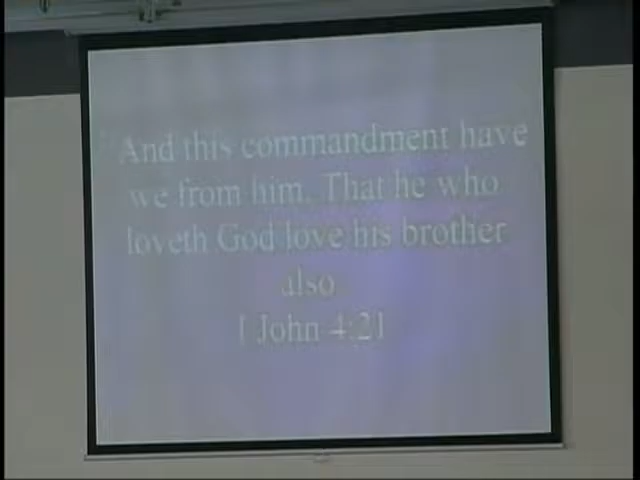 And this commandment have
we from him. That he who
loveth God love his brother
also
I John 4:21